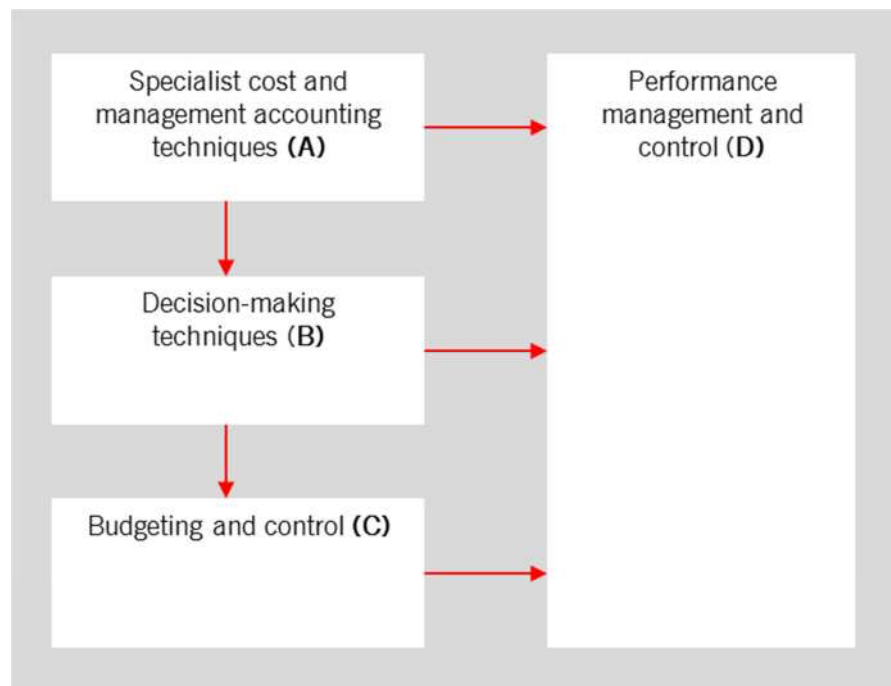 Specialist cost and
management accounting
techniques (A)
Performance
management and
control (D)
Decision-making
techniques (B)
Budgeting and control (C)